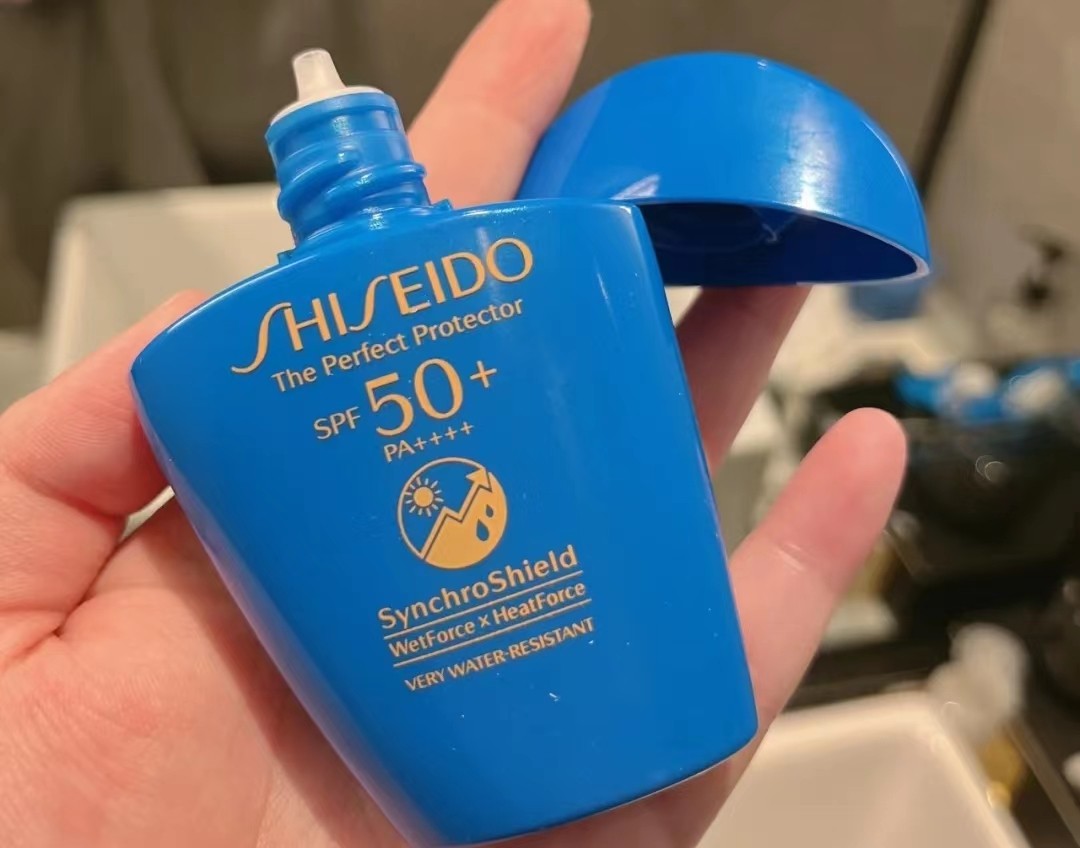 SHISEIDO
The Perfect Protector
SPF 50+
PA++++
SynchroShield
WetForce x HeatForce
VERY WATER-RESISTANT